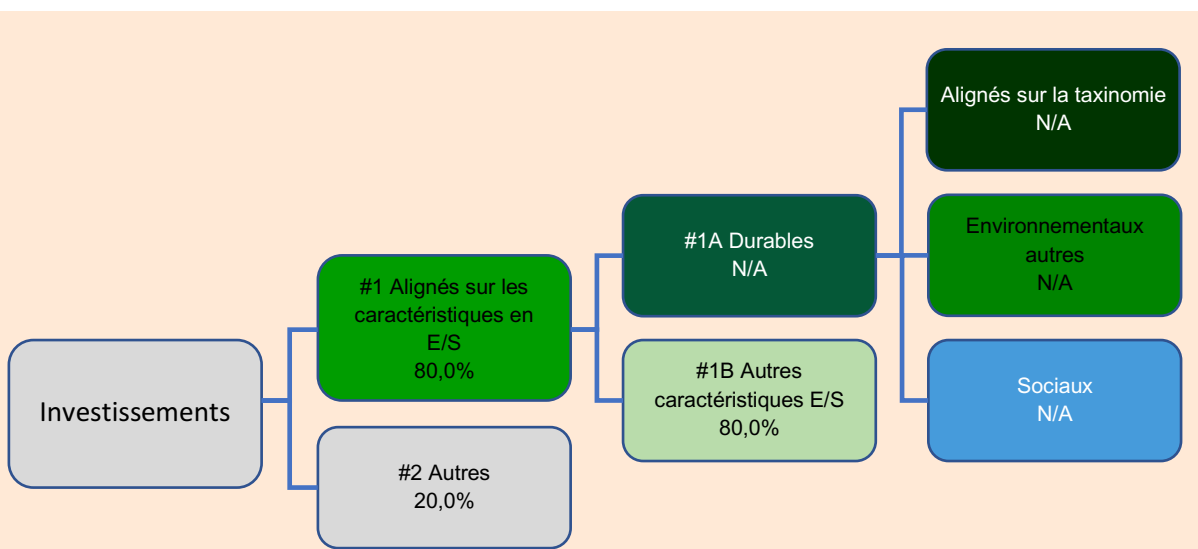 Investissements
#1 Alignés sur les
caractéristiques en
E/S
80,0%
#2 Autres
20,0%
#1A Durables
N/A
#1B Autres
caractéristiques E/S
80,0%
Alignés sur la taxinomie
N/A
Environnementaux
autres
N/A
Sociaux
N/A